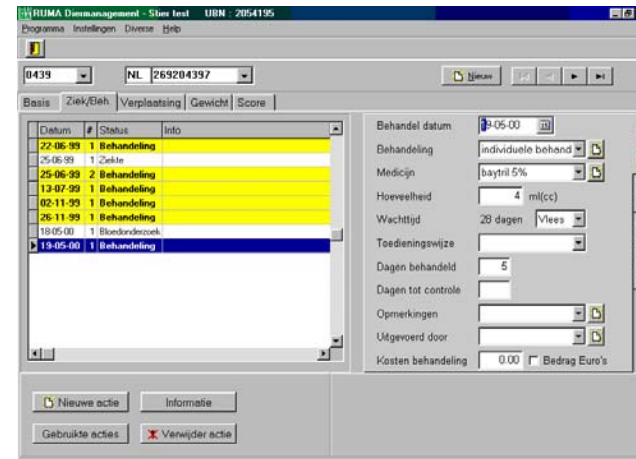 RUMA Diermanagement - Stier test UBN : 2054195
Programma Instellingen Diverse Help
0439 NL 269204397 Nieuw
Basis Ziek/Beh. Verplaatsing Gewicht Score
Datum # Status Info
22-06-99 1 Behandeling
25-06-99 1 Ziekte
25-06-99 2 Behandeling
13-07-99 1 Behandeling
02-11-99 1 Behandeling
26-11-99 1 Behandeling
18-05-00 1 Bloedonderzoek
19-05-00 1 Behandeling
Behandel datum 19-05-00
Behandeling individuele behand
Medicijn baytril 5%
Hoeveelheid 4 ml(cc)
Wachttijd 28 dagen Vlees
Toedieningswijze
Dagen behandeld 5
Dagen tot controle
Opmerkingen
Uitgevoerd door
Kosten behandeling 0.00 Bedrag Euro's
Nieuwe actie Informatie
Gebruikte acties Verwijder actie